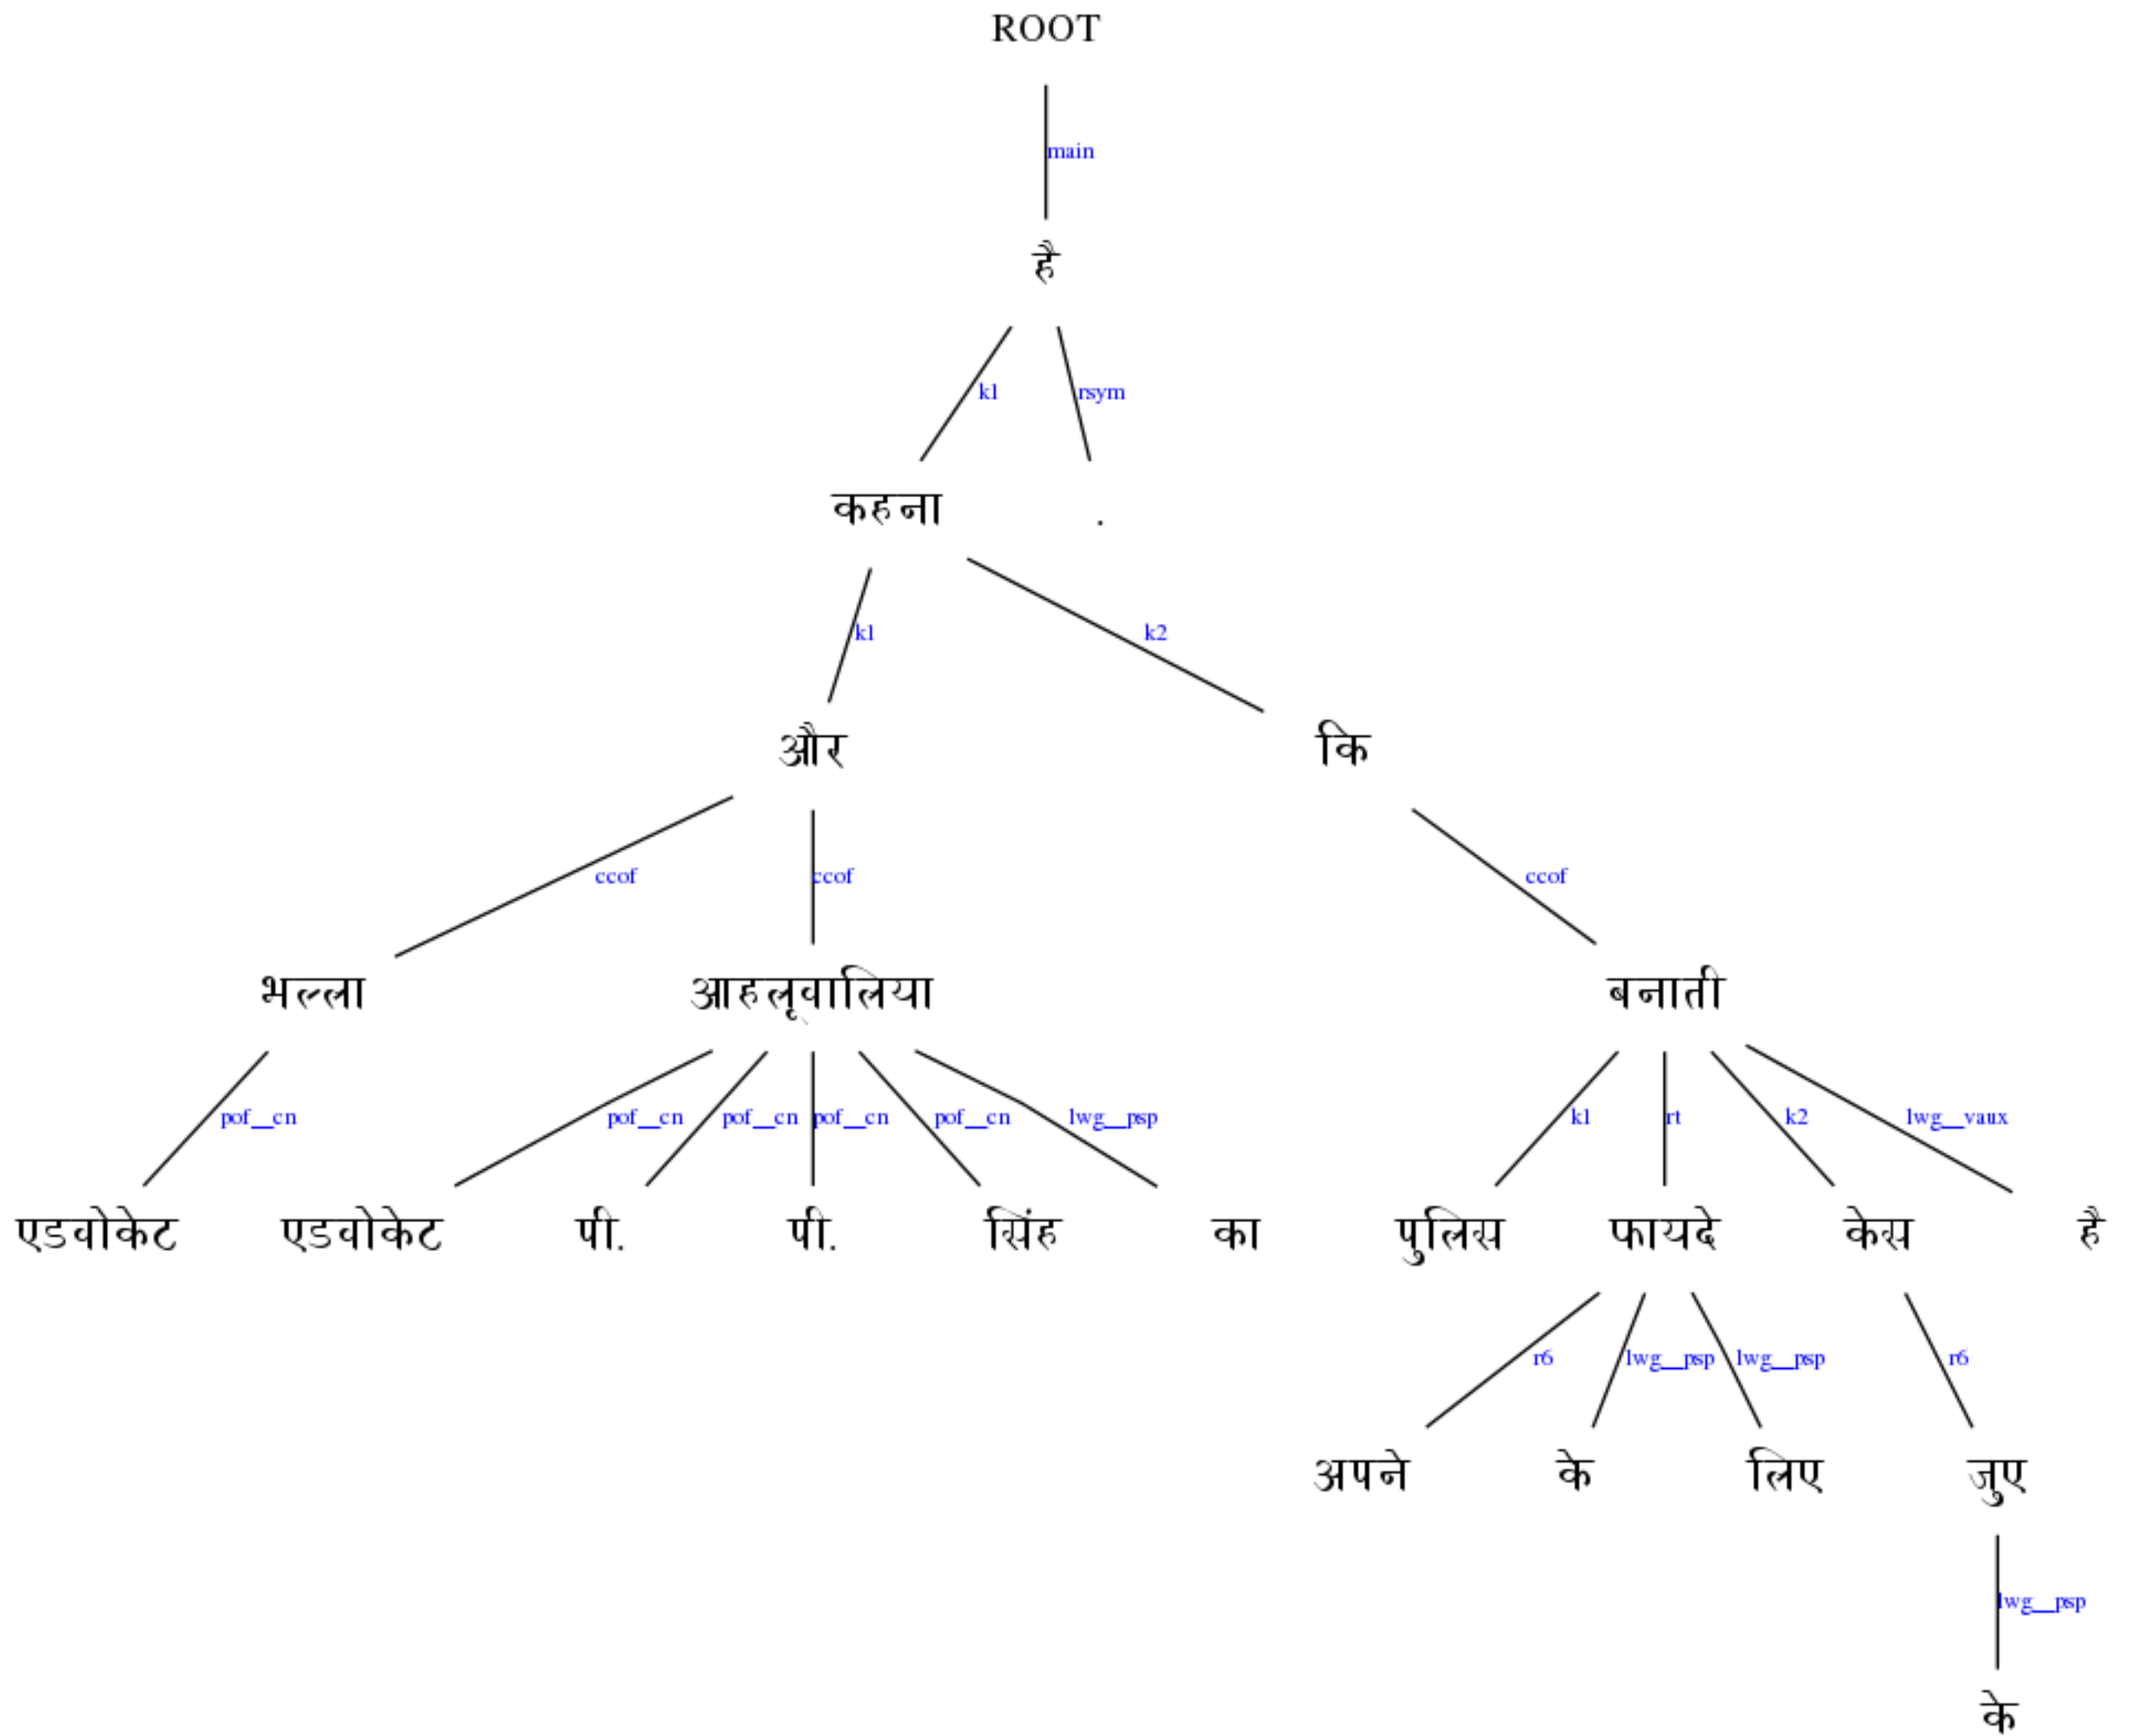 ROOT
main
है
k1 rsym
कहना .
k1 k2
और कि
ccof ccof ccof
भल्ला आहलूवालिया बनाती
pof__cn pof__cn pof__cn pof__cn pof__cn lwg__psp k1 rt k2 lwg__vaux
एडवोकेट एडवोकेट पी. पी. सिंह का पुलिस फायदे केस है
r6 lwg__psp lwg__psp r6
अपने के लिए जुए
lwg__psp
के